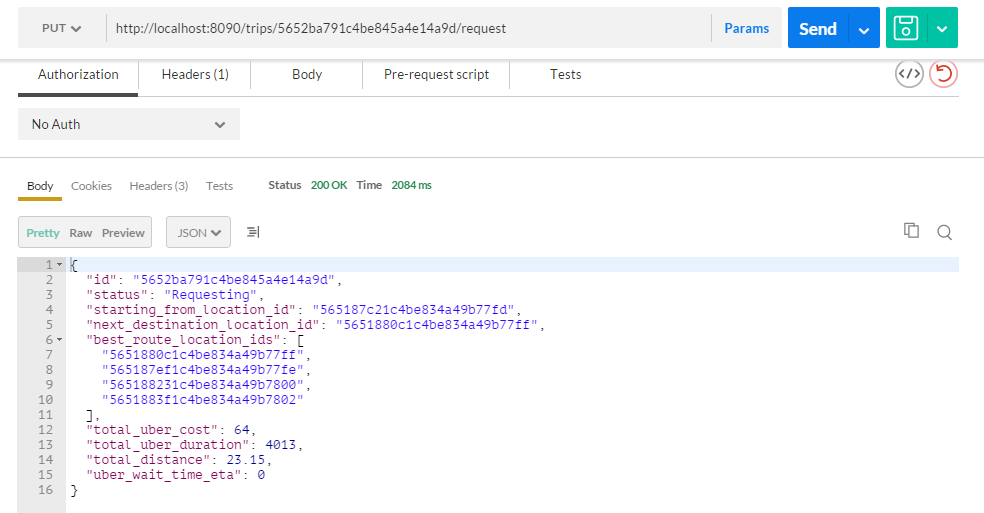 PUT http://localhost:8090/trips/5652ba791c4be845a4e14a9d/request Params Send
Authorization Headers (1) Body Pre-request script Tests
No Auth
Body Cookies Headers (3) Tests Status 200 OK Time 2084 ms
Pretty Raw Preview JSON
1 {
2 "id": "5652ba791c4be845a4e14a9d",
3 "status": "Requesting",
4 "starting_from_location_id": "565187c21c4be834a49b77fd",
5 "next_destination_location_id": "5651880c1c4be834a49b77ff",
6 "best_route_location_ids": [
7 "5651880c1c4be834a49b77ff",
8 "565187ef1c4be834a49b77fe",
9 "565188231c4be834a49b7800",
10 "5651883f1c4be834a49b7802"
11 ],
12 "total_uber_cost": 64,
13 "total_uber_duration": 4013,
14 "total_distance": 23.15,
15 "uber_wait_time_eta": 0
16 }